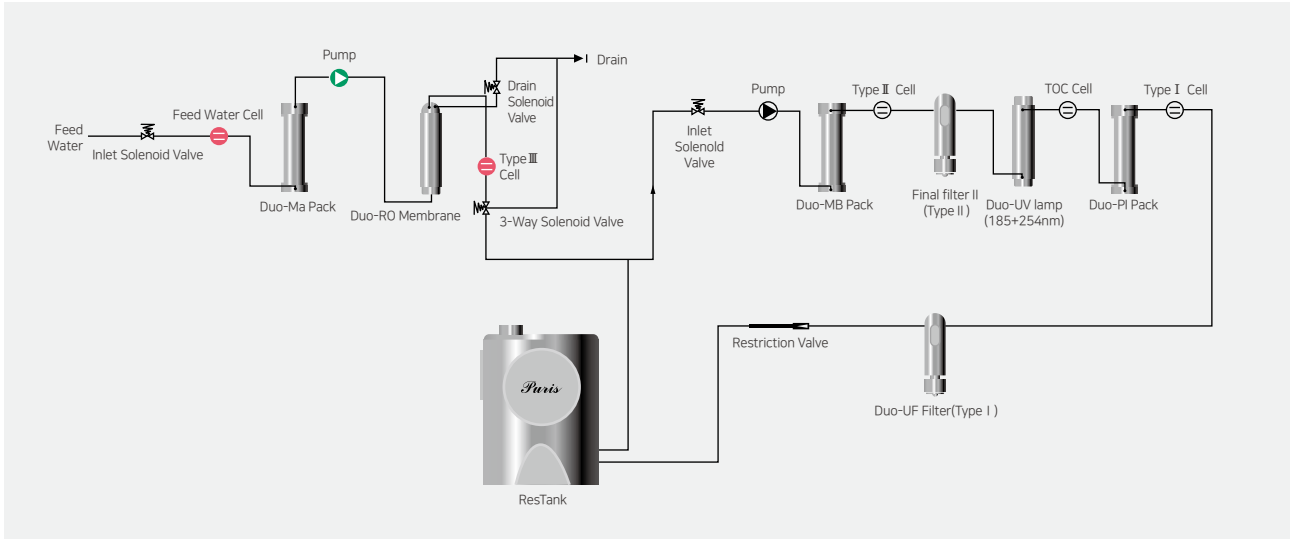 Pump
Drain
Drain
Solenoid
Valve
Feed Water Cell
Feed
Water
Inlet Solenoid Valve
Type Ⅲ
Cell
Duo-Ma Pack
Duo-RO Membrane
3-Way Solenoid Valve
Inlet
Solenold
Valve
Pump
Type Ⅱ Cell
TOC Cell
Type Ⅰ Cell
Duo-MB Pack
Final filter II
(Type II )
Duo-UV lamp
(185+254nm)
Duo-PI Pack
Restriction Valve
Duo-UF Filter(Type Ⅰ )
Puris
ResTank